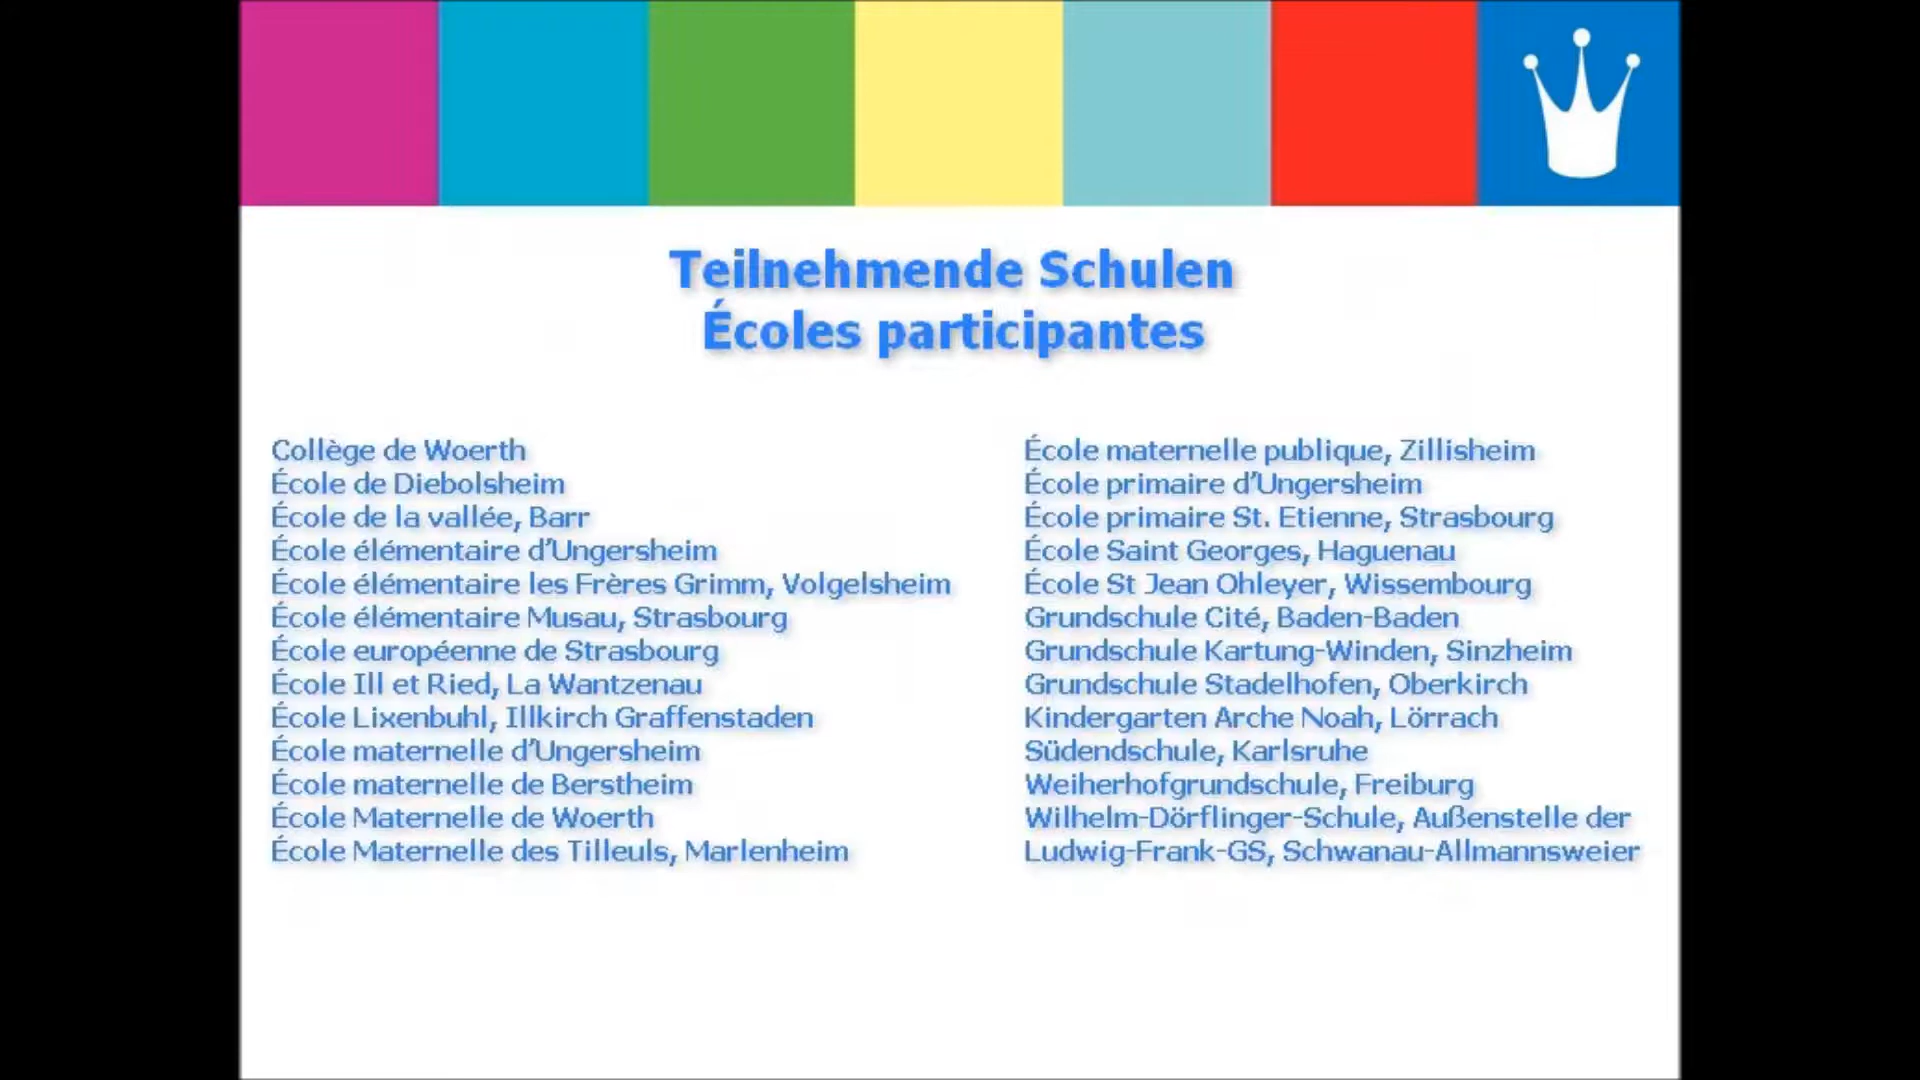 Teilnehmende Schulen
Écoles participantes
Collège de Woerth
École de Diebolsheim
École de la vallée, Barr
École élémentaire d’Ungersheim
École élémentaire les Frères Grimm, Volgelsheim
École élémentaire Musau, Strasbourg
École européenne de Strasbourg
École Ill et Ried, La Wantzenau
École Lixenbuhl, Illkirch Graffenstaden
École maternelle d’Ungersheim
École maternelle de Berstheim
École Maternelle de Woerth
École Maternelle des Tilleuls, Marlenheim
École maternelle publique, Zillisheim
École primaire d’Ungersheim
École primaire St. Etienne, Strasbourg
École Saint Georges, Haguenau
École St Jean Ohleyer, Wissembourg
Grundschule Cité, Baden-Baden
Grundschule Kartung-Winden, Sinzheim
Grundschule Stadelhofen, Oberkirch
Kindergarten Arche Noah, Lörrach
Südendschule, Karlsruhe
Weiherhofgrundschule, Freiburg
Wilhelm-Dörflinger-Schule, Außenstelle der
Ludwig-Frank-GS, Schwanau-Allmannsweier